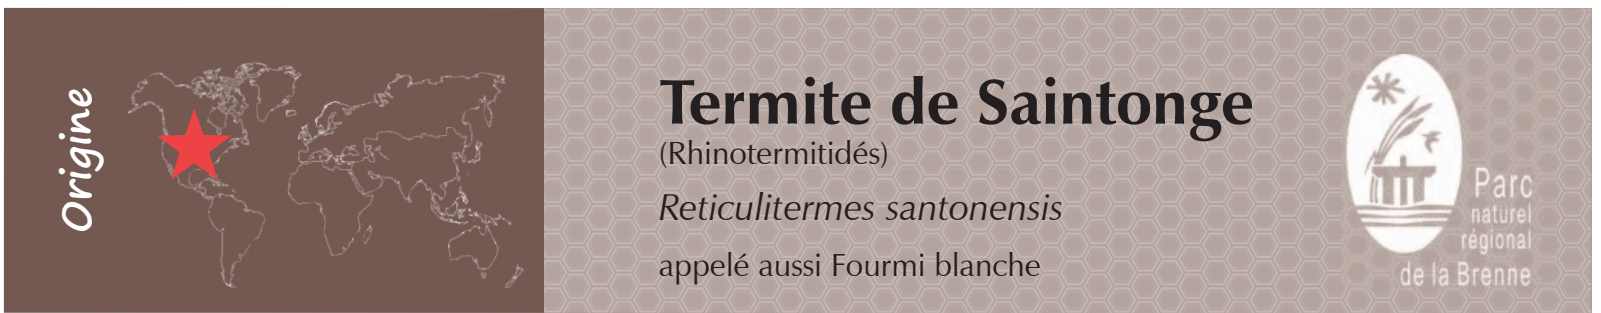 Origine
Termite de Saintonge
(Rhinotermitidés)
Reticulitermes santonensis
appelé aussi Fourmi blanche
Parc
naturel
régional
de la Brenne